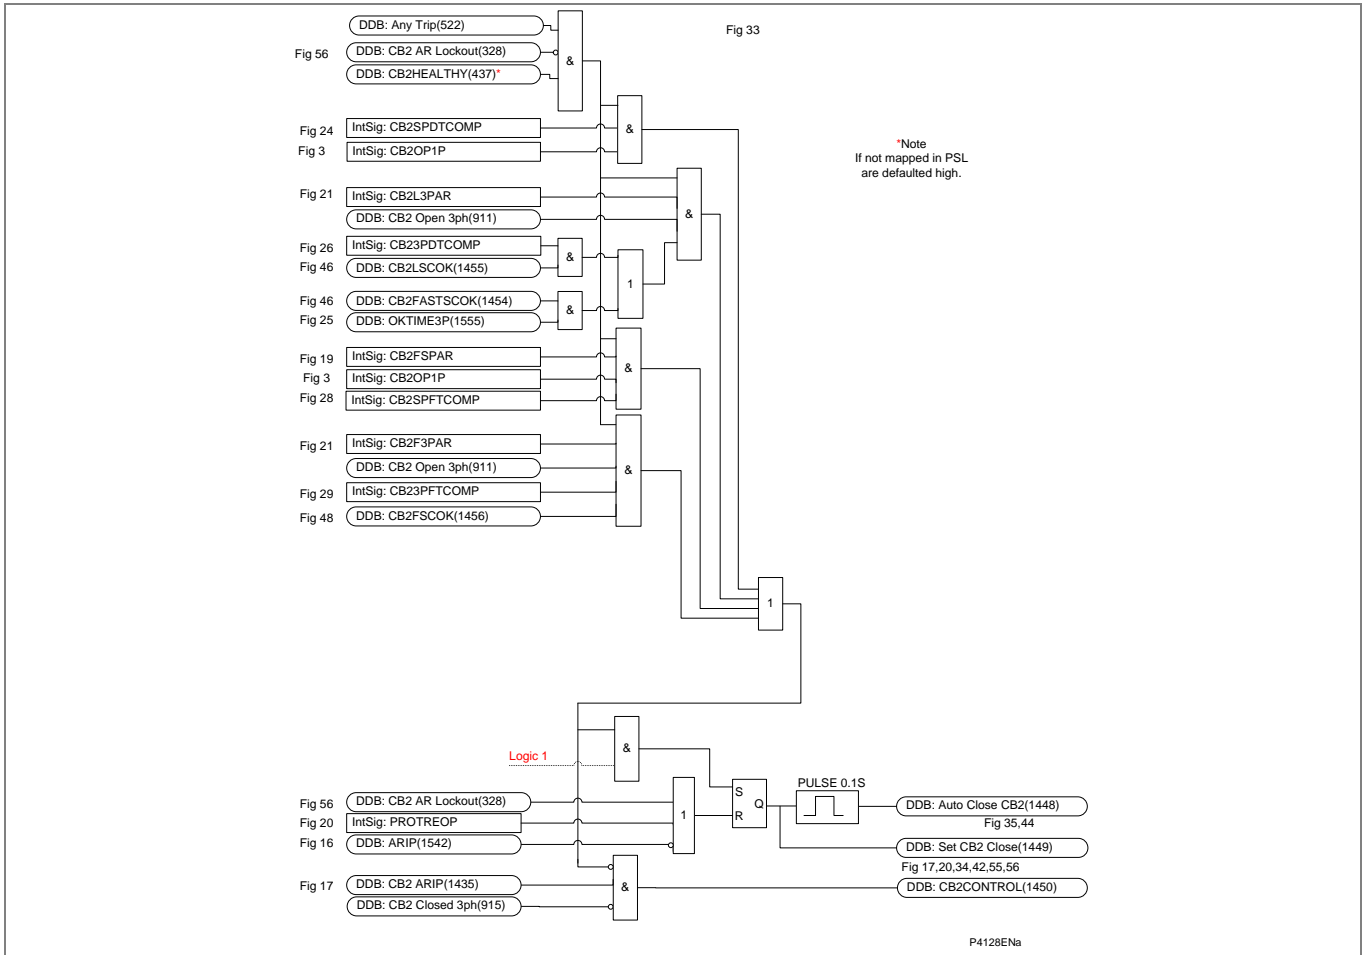 DDB: Any Trip(522)
Fig 33
Fig 56
DDB: CB2 AR Lockout(328)
&
DDB: CB2HEALTHY(437)*
Fig 24
IntSig: CB2SPDTCOMP
&
Fig 3
IntSig: CB2OP1P
*Note
If not mapped in PSL
are defaulted high.
Fig 21
IntSig: CB2L3PAR
&
DDB: CB2 Open 3ph(911)
Fig 26
IntSig: CB23PDTCOMP
&
Fig 46
DDB: CB2LSCOK(1455)
1
Fig 46
DDB: CB2FASTSCOK(1454)
&
Fig 25
DDB: OKTIME3P(1555)
Fig 19
IntSig: CB2FSPAR
&
Fig 3
IntSig: CB2OP1P
Fig 28
IntSig: CB2SPFTCOMP
Fig 21
IntSig: CB2F3PAR
DDB: CB2 Open 3ph(911)
&
Fig 29
IntSig: CB23PFTCOMP
Fig 48
DDB: CB2FSCOK(1456)
1
Logic 1
&
PULSE 0.1S
Fig 56
DDB: CB2 AR Lockout(328)
S
Q
R
DDB: Auto Close CB2(1448)
Fig 35,44
Fig 20
IntSig: PROTREOP
1
Fig 16
DDB: ARIP(1542)
DDB: Set CB2 Close(1449)
Fig 17,20,34,42,55,56
Fig 17
DDB: CB2 ARIP(1435)
&
DDB: CB2CONTROL(1450)
DDB: CB2 Closed 3ph(915)
P4128ENa